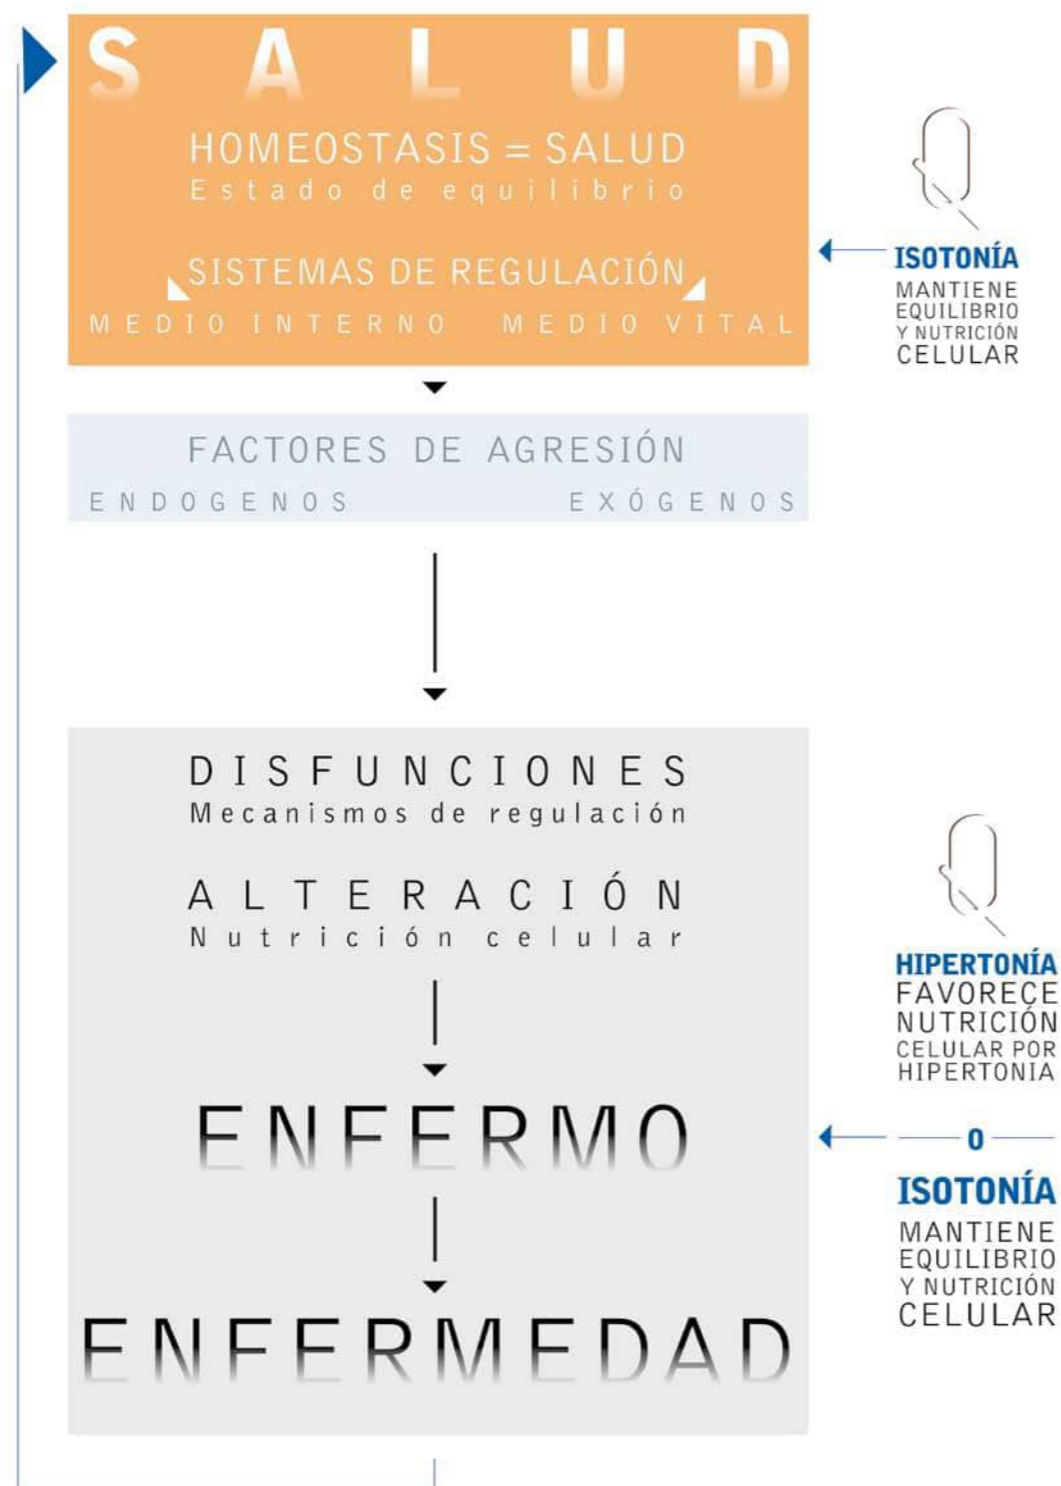 SALUD
HOMEOSTASIS = SALUD
Estado de equilibrio
SISTEMAS DE REGULACIÓN
MEDIO INTERNO MEDIO VITAL
Q
ISOTONÍA
MANTIENE
EQUILIBRIO
Y NUTRICIÓN
CELULAR
FACTORES DE AGRESIÓN
ENDOGENOS EXÓGENOS
DISFUNCIONES
Mecanismos de regulación
ALTERACIÓN
Nutrición celular
ENFERMO
ENFERMEDAD
Q
HIPERTONÍA
FAVORECE
NUTRICIÓN
CELULAR POR
HIPERTONIA
O
ISOTONÍA
MANTIENE
EQUILIBRIO
Y NUTRICIÓN
CELULAR